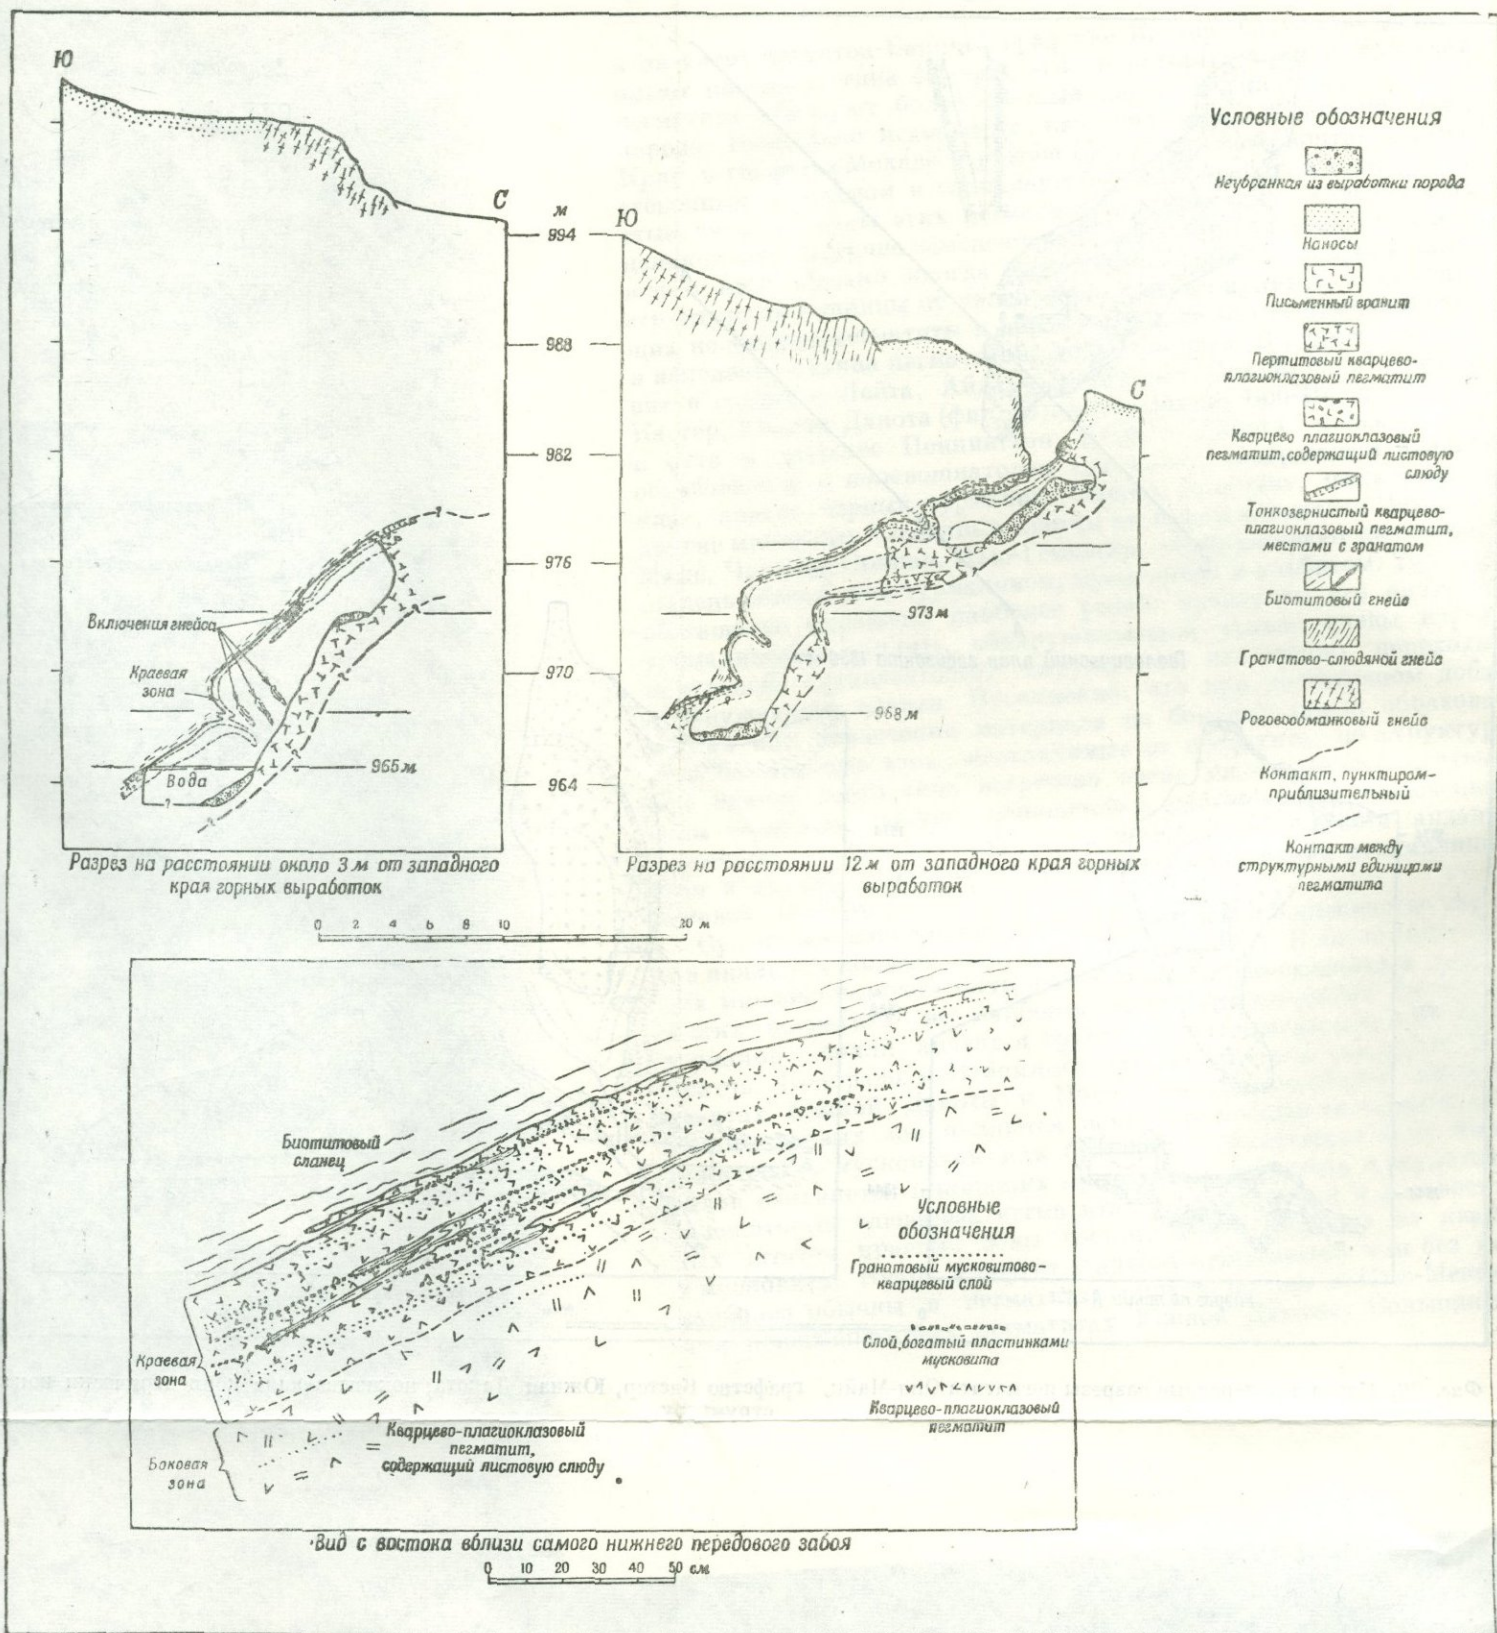 Ю
С
м
994
988
982
976
970
964
Включения гнейса
Краевая
зона
Вода
?
965 м
?
?
Разрез на расстоянии около 3 м от западного
края горных выработок
Ю
С
973 м
968 м
Разрез на расстоянии 12 м от западного края горных
выработок
0 2 4 6 8 10 20 м
Условные обозначения
Неубранная из выработки порода
Наносы
Письменный гранит
Пертитовый кварцево-
плагиоклазовый пегматит
Кварцево плагиоклазовый
пегматит, содержащий листовую
слюду
Тонкозернистый кварцево-
плагиоклазовый пегматит,
местами с гранатом
Биотитовый гнейс
Гранатово-слюдяной гнейс
Роговообманковый гнейс
Контакт, пунктиром-
приблизительный
Контакт между
структурными единицами
пегматита
Биотитовый
сланец
Краевая
зона
Боковая
зона
Кварцево-плагиоклазовый
пегматит,
содержащий листовую слюду
Условные
обозначения
Гранатовый мусковитово-
кварцевый слой
Слой, богатый пластинками
мусковита
Кварцево-плагиоклазовый
пегматит
Вид с востока вблизи самого нижнего передового забоя
0 10 20 30 40 50 см